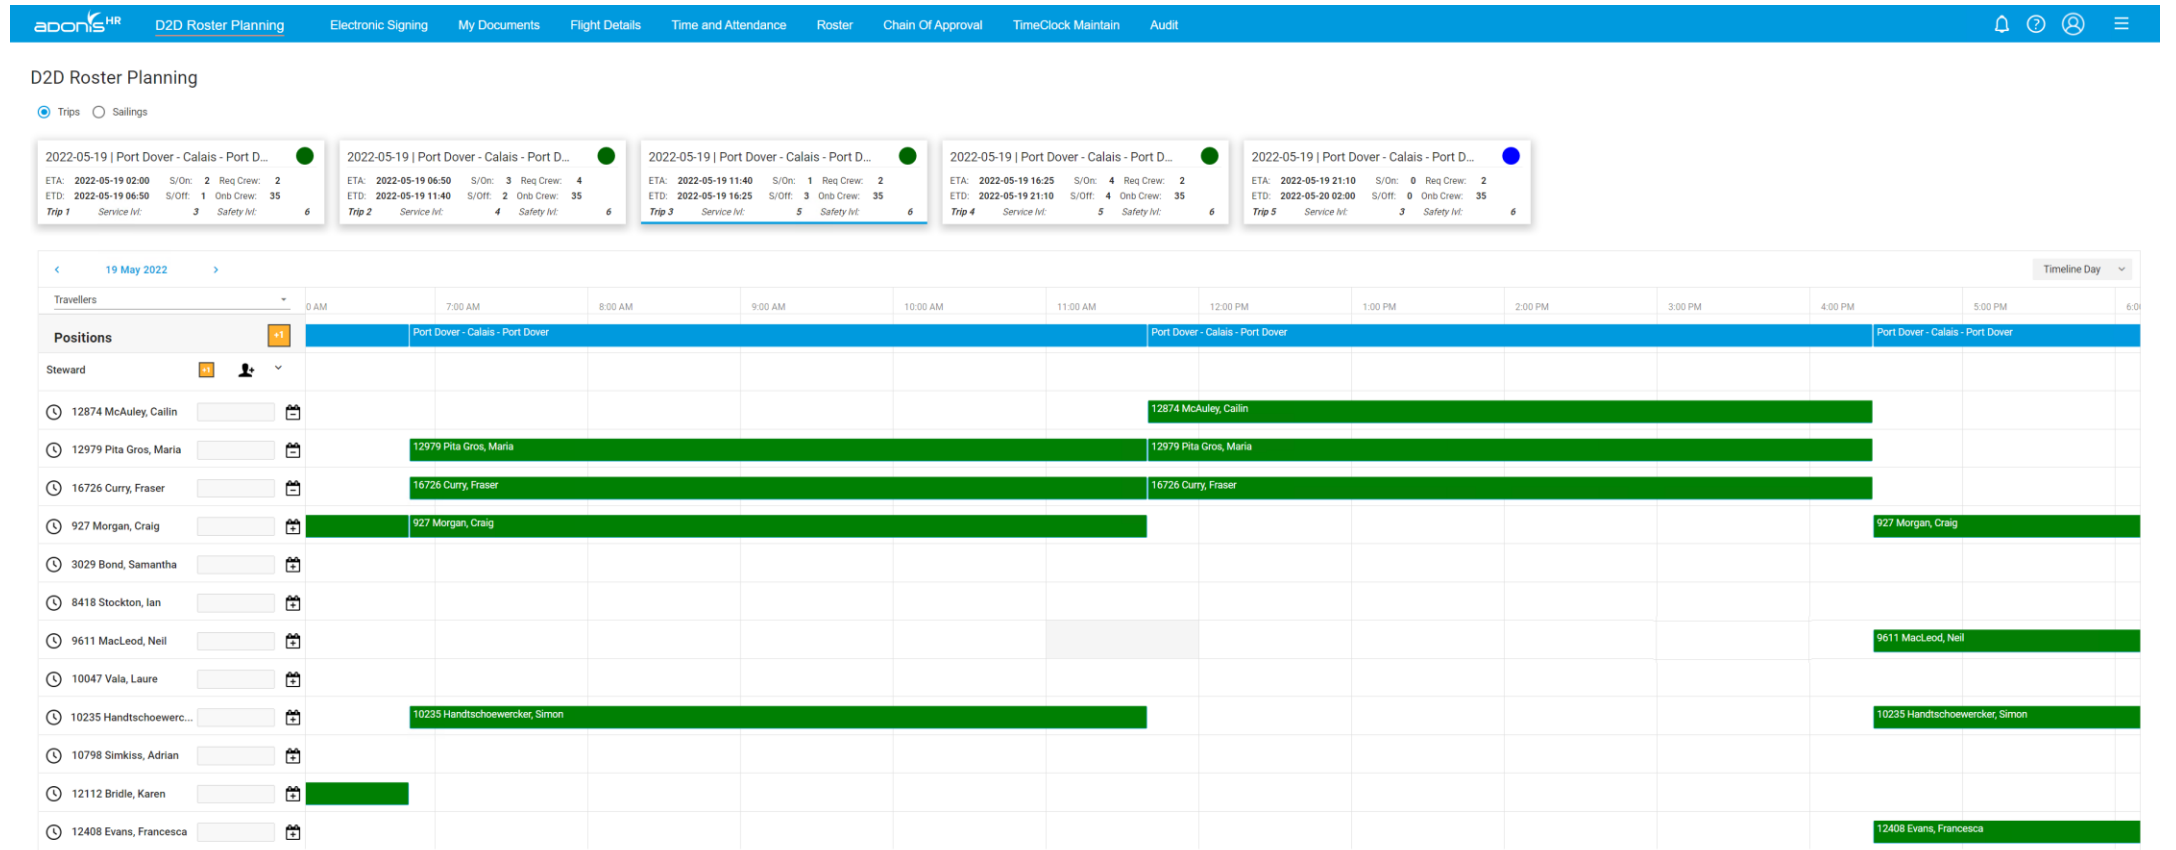 adonis HR D2D Roster Planning Electronic Signing My Documents Flight Details Time and Attendance Roster Chain Of Approval TimeClock Maintain Audit
D2D Roster Planning
Trips Sailings
2022-05-19 | Port Dover - Calais - Port D...
ETA: 2022-05-19 02:00 S/On: 2 Req Crew: 2
ETD: 2022-05-19 06:50 S/Off: 1 Onb Crew: 35
Trip 1 Service lvl: 3 Safety lvl: 6
2022-05-19 | Port Dover - Calais - Port D...
ETA: 2022-05-19 06:50 S/On: 3 Req Crew: 4
ETD: 2022-05-19 11:40 S/Off: 2 Onb Crew: 35
Trip 2 Service lvl: 4 Safety lvl: 6
2022-05-19 | Port Dover - Calais - Port D...
ETA: 2022-05-19 11:40 S/On: 1 Req Crew: 2
ETD: 2022-05-19 16:25 S/Off: 3 Onb Crew: 35
Trip 3 Service lvl: 5 Safety lvl: 6
2022-05-19 | Port Dover - Calais - Port D...
ETA: 2022-05-19 16:25 S/On: 4 Req Crew: 2
ETD: 2022-05-19 21:10 S/Off: 4 Onb Crew: 35
Trip 4 Service lvl: 5 Safety lvl: 6
2022-05-19 | Port Dover - Calais - Port D...
ETA: 2022-05-19 21:10 S/On: 0 Req Crew: 2
ETD: 2022-05-20 02:00 S/Off: 0 Onb Crew: 35
Trip 5 Service lvl: 3 Safety lvl: 6
19 May 2022 Timeline Day
Travellers 0 AM 7:00 AM 8:00 AM 9:00 AM 10:00 AM 11:00 AM 12:00 PM 1:00 PM 2:00 PM 3:00 PM 4:00 PM 5:00 PM 6:00
Positions +1 Port Dover - Calais - Port Dover Port Dover - Calais - Port Dover Port Dover - Calais - Port Dover
Steward +1
12874 McAuley, Cailin 12874 McAuley, Cailin
12979 Pita Gros, Maria 12979 Pita Gros, Maria 12979 Pita Gros, Maria
16726 Curry, Fraser 16726 Curry, Fraser 16726 Curry, Fraser
927 Morgan, Craig 927 Morgan, Craig 927 Morgan, Craig
3029 Bond, Samantha
8418 Stockton, Ian
9611 MacLeod, Neil 9611 MacLeod, Neil
10047 Vala, Laure
10235 Handtschoewerc... 10235 Handtschoewercker, Simon 10235 Handtschoewercker, Simon
10798 Simkiss, Adrian
12112 Bridle, Karen
12408 Evans, Francesca 12408 Evans, Francesca